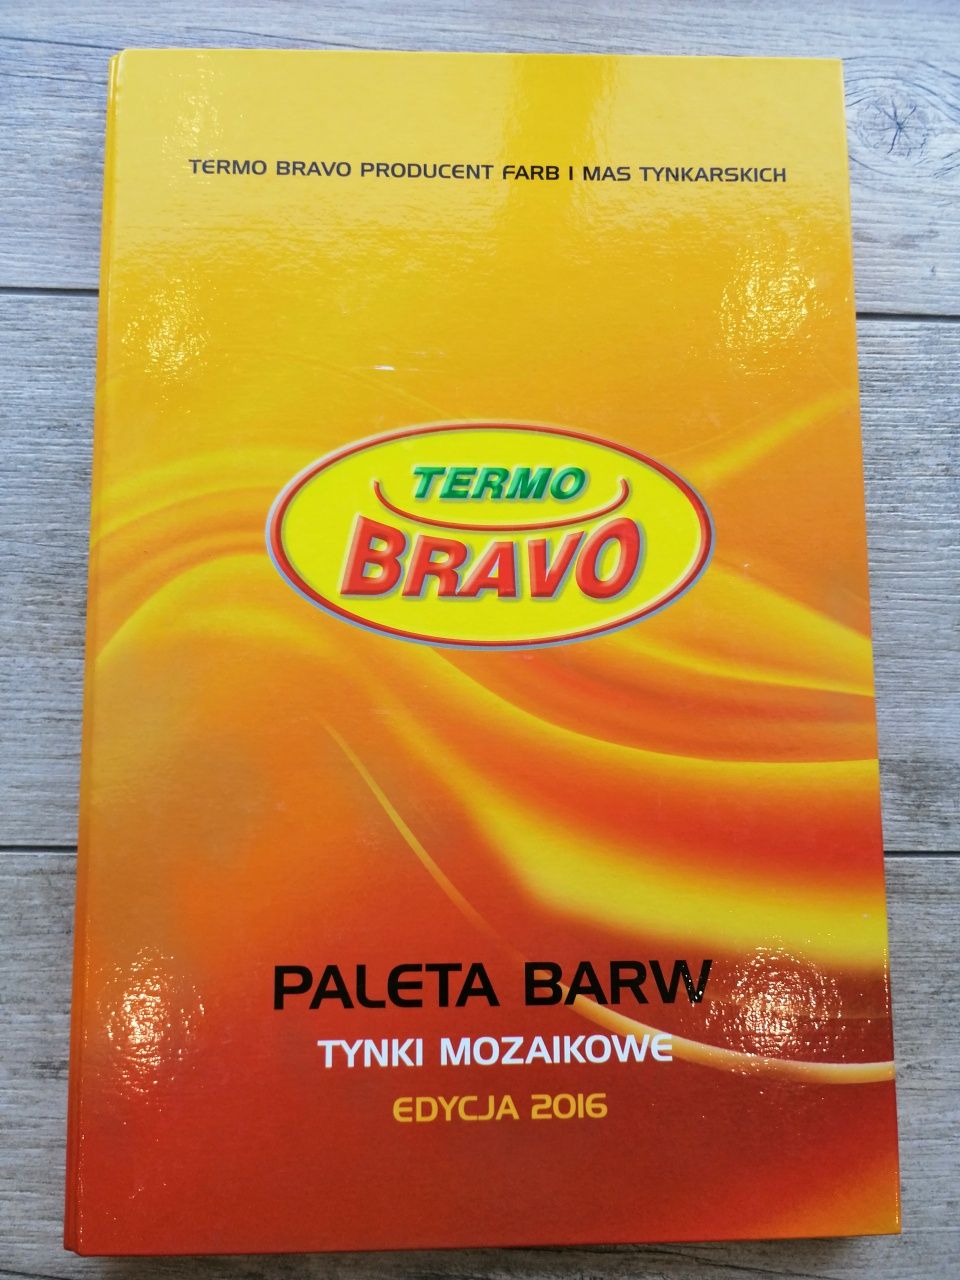 TERMO BRAVO PRODUCENT FARB I MAS TYNKARSKICH
TERMO
BRAVO
PALETA BARW
TYNKI MOZAIKOWE
EDYCJA 2016